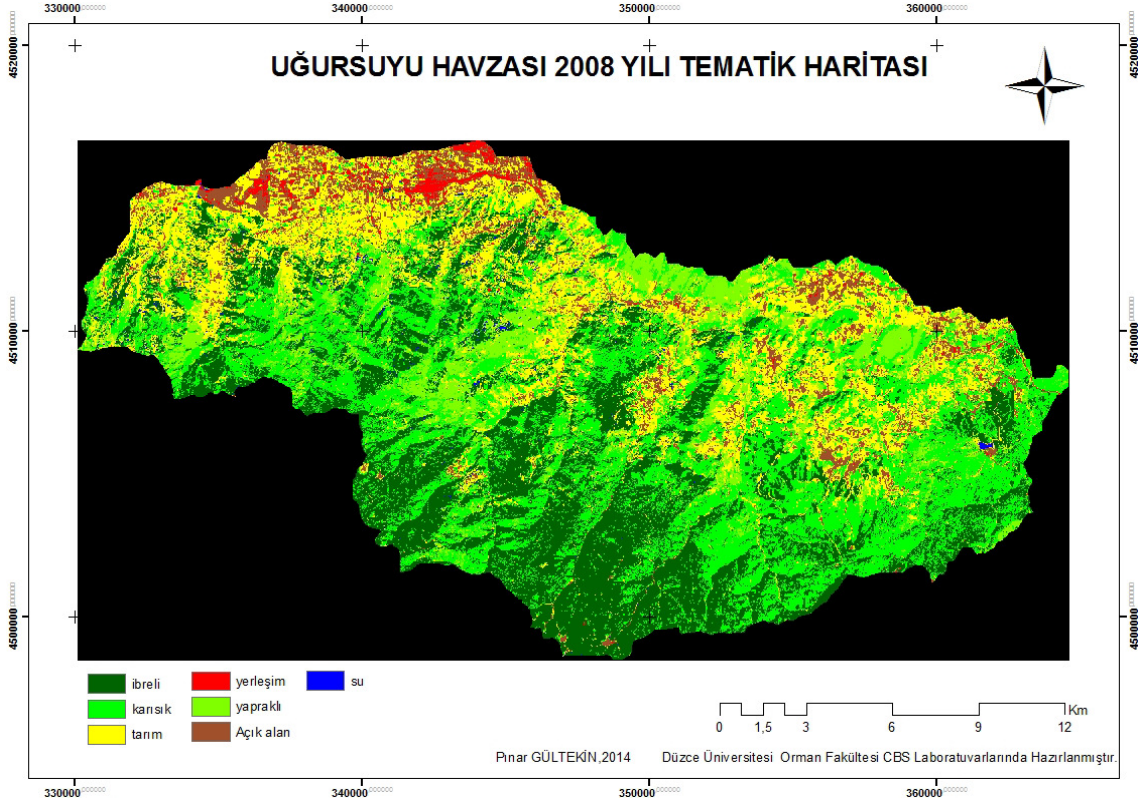 330000 340000 350000 360000
4520000 4520000
UĞURSUYU HAVZASI 2008 YILI TEMATİK HARİTASI
4510000 4510000
4500000 4500000
ibreli yerleşim su
karısık yapraklı
tarım Açık alan
Km
0 1,5 3 6 9 12
Pınar GÜLTEKİN,2014 Düzce Üniversitesi Orman Fakültesi CBS Laboratuvarlarında Hazırlanmıştır.
330000 340000 350000 360000